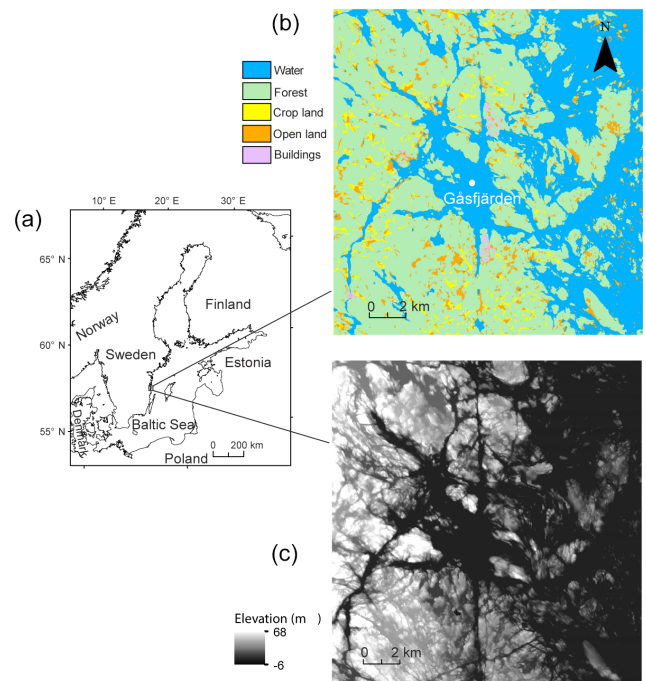 (b)
N
Water
Forest
Crop land
Open land
Buildings
Gåsfjärden
0 2 km
(a)
10° E 20° E 30° E
65° N
60° N
55° N
Norway
Sweden
Finland
Estonia
Denmark
Baltic Sea
0 200 km
Poland
(c)
Elevation (m )
68
-6
0 2 km